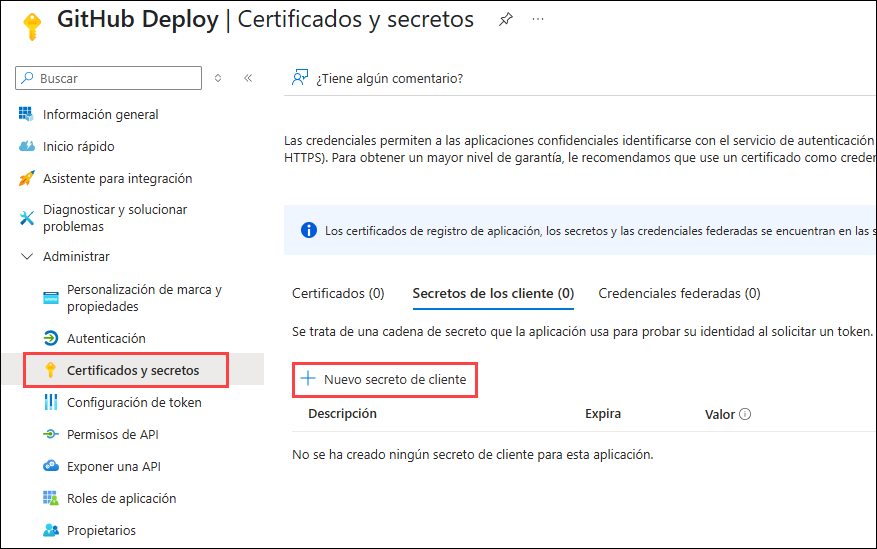 GitHub Deploy | Certificados y secretos
Buscar
Información general
Inicio rápido
Asistente para integración
Diagnosticar y solucionar
problemas
Administrar
Personalización de marca y
propiedades
Autenticación
Certificados y secretos
Configuración de token
Permisos de API
Exponer una API
Roles de aplicación
Propietarios
¿Tiene algún comentario?
Las credenciales permiten a las aplicaciones confidenciales identificarse con el servicio de autenticación
HTTPS). Para obtener un mayor nivel de garantía, le recomendamos que use un certificado como creden
Los certificados de registro de aplicación, los secretos y las credenciales federadas se encuentran en las s
Certificados (0) Secretos de los cliente (0) Credenciales federadas (0)
Se trata de una cadena de secreto que la aplicación usa para probar su identidad al solicitar un token.
Nuevo secreto de cliente
Descripción Expira Valor
No se ha creado ningún secreto de cliente para esta aplicación.